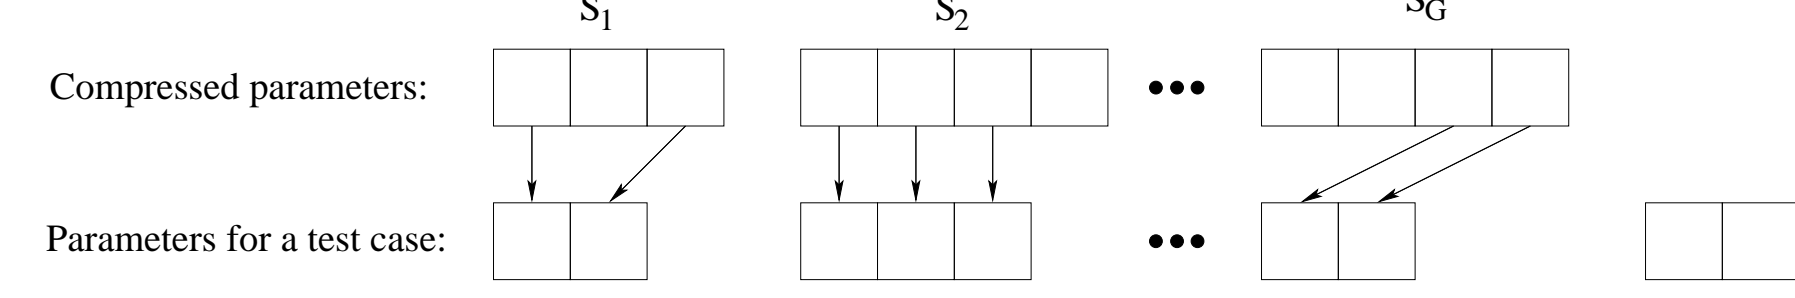 S1 S2 SG
Compressed parameters:
Parameters for a test case: